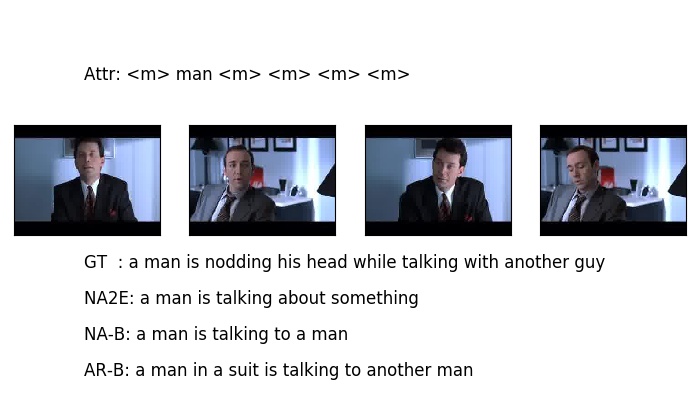 Attr: <m> man <m> <m> <m> <m>
GT : a man is nodding his head while talking with another guy
NA2E: a man is talking about something
NA-B: a man is talking to a man
AR-B: a man in a suit is talking to another man